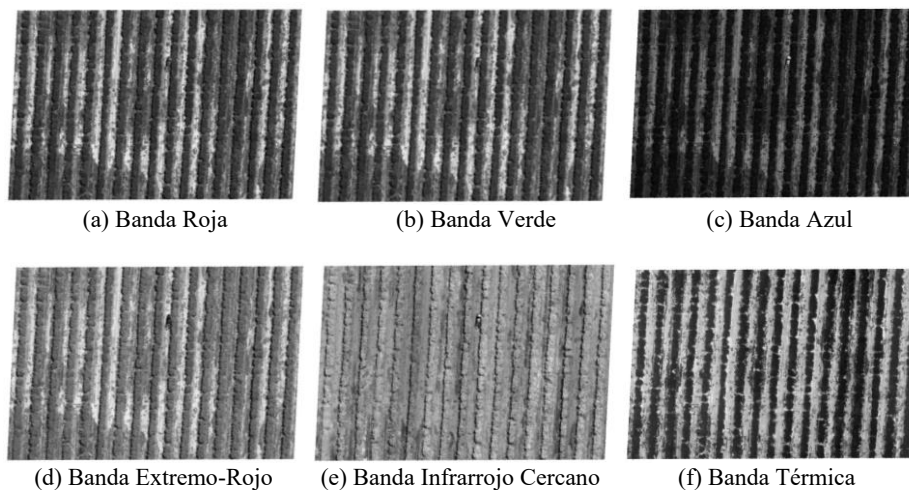 (a) Banda Roja
(b) Banda Verde
(c) Banda Azul
(d) Banda Extremo-Rojo
(e) Banda Infrarrojo Cercano
(f) Banda Térmica